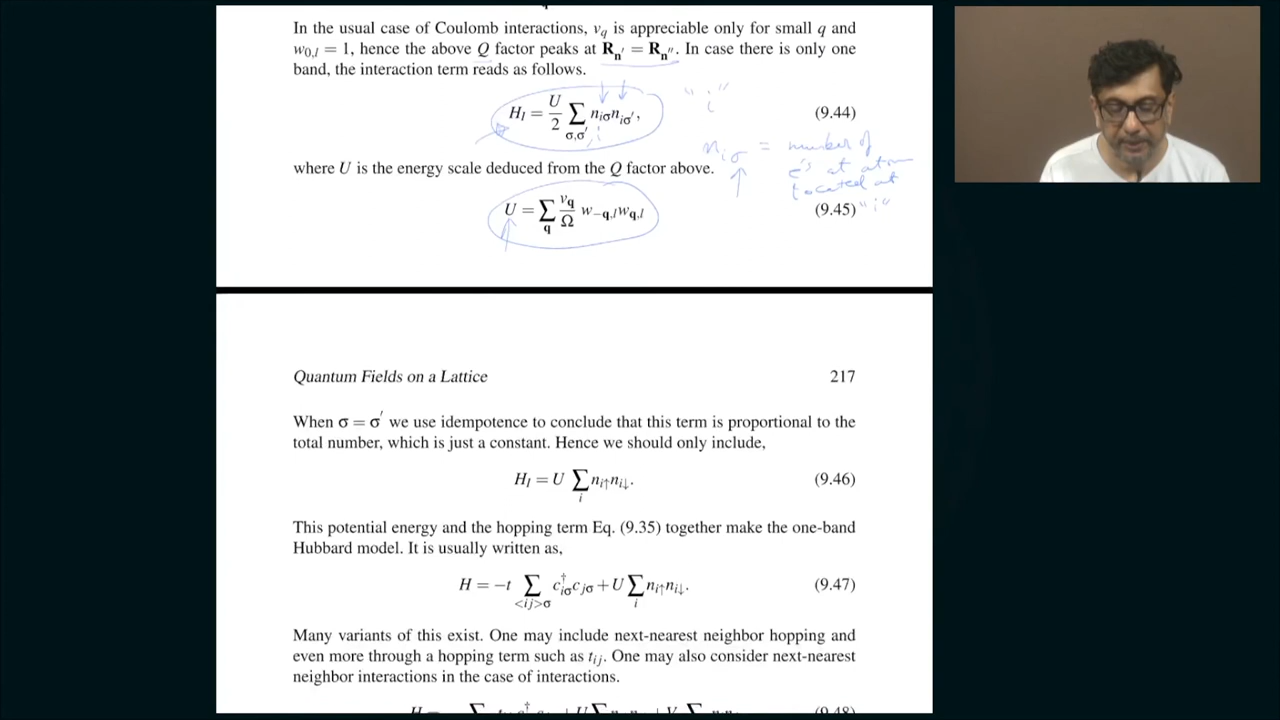 In the usual case of Coulomb interactions, v_q is appreciable only for small q and
w_{0,l} = 1, hence the above Q factor peaks at R_{n'} = R_{n''}. In case there is only one
band, the interaction term reads as follows.
H_I = \frac{U}{2} \sum_{σ,σ'} n_{iσ}n_{iσ'}, (9.44)
" i "
where U is the energy scale deduced from the Q factor above.
n_{iσ} = number of
e's at atom
located at
"i"
U = \sum_q \frac{v_q}{Ω} w_{-q,l}w_{q,l} (9.45)
Quantum Fields on a Lattice 217
When σ = σ' we use idempotence to conclude that this term is proportional to the
total number, which is just a constant. Hence we should only include,
H_I = U \sum_i n_{i↑}n_{i↓}. (9.46)
This potential energy and the hopping term Eq. (9.35) together make the one-band
Hubbard model. It is usually written as,
H = −t \sum_{<ij>σ} c^†_{iσ}c_{jσ} + U \sum_i n_{i↑}n_{i↓}. (9.47)
Many variants of this exist. One may include next-nearest neighbor hopping and
even more through a hopping term such as t_{ij}. One may also consider next-nearest
neighbor interactions in the case of interactions.